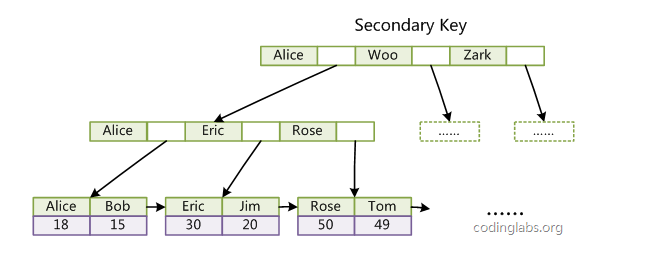 Secondary Key
Alice Woo Zark
Alice Eric Rose
......
......
Alice Bob Eric Jim Rose Tom
18 15 30 20 50 49
......
codinglabs.org